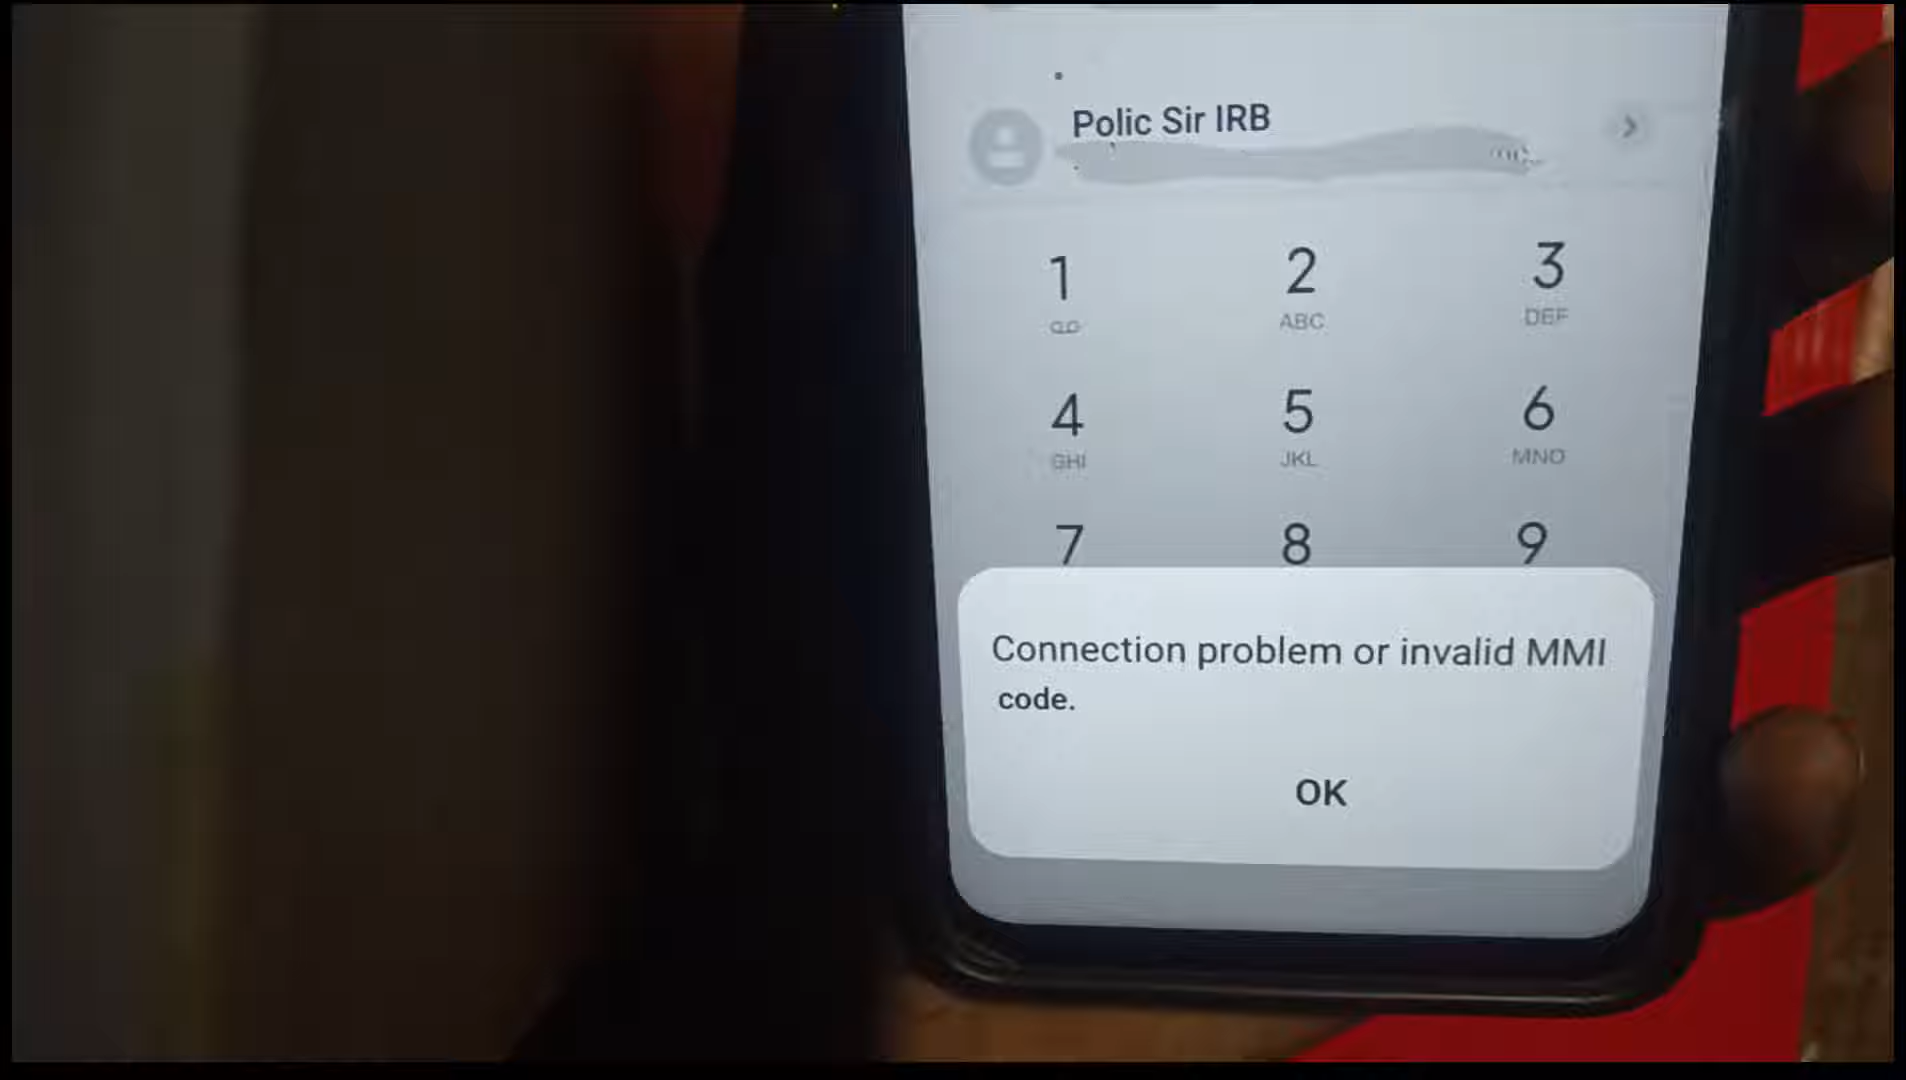 Polic Sir IRB
1 2 3
ABC DEF
4 5 6
GHI JKL MNO
7 8 9
Connection problem or invalid MMI
code.
OK